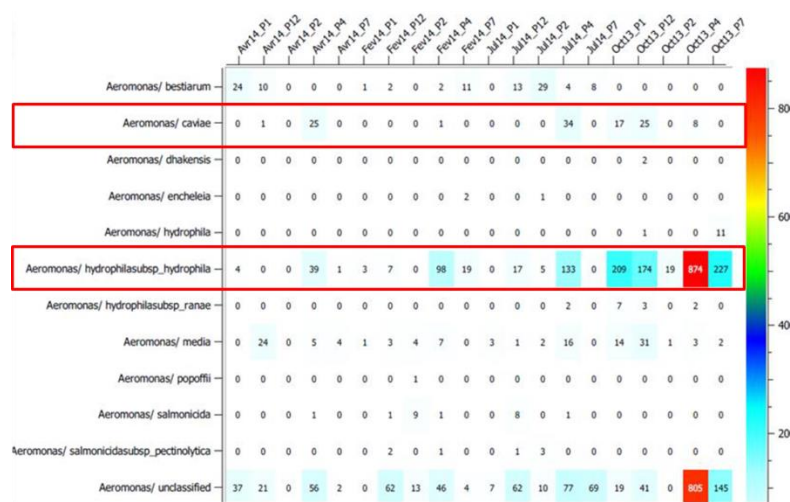 Avr14_P1 Avr14_P12 Avr14_P2 Avr14_P4 Avr14_P7 Fev14_P1 Fev14_P12 Fev14_P2 Fev14_P4 Fev14_P7 Jul14_P1 Jul14_P12 Jul14_P2 Jul14_P4 Jul14_P7 Oct13_P1 Oct13_P12 Oct13_P2 Oct13_P4 Oct13_P7
Aeromonas/ bestiarum 24 10 0 0 0 1 2 0 2 11 0 13 29 4 8 0 0 0 0 0
Aeromonas/ caviae 0 1 0 25 0 0 0 0 1 0 0 0 0 34 0 17 25 0 8 0
Aeromonas/ dhakensis 0 0 0 0 0 0 0 0 0 0 0 0 0 0 0 0 2 0 0 0
Aeromonas/ encheleia 0 0 0 0 0 0 0 0 0 2 0 0 1 0 0 0 0 0 0 0
Aeromonas/ hydrophila 0 0 0 0 0 0 0 0 0 0 0 0 0 0 0 0 1 0 0 11
Aeromonas/ hydrophilasubsp_hydrophila 4 0 0 39 1 3 7 0 98 19 0 17 5 133 0 209 174 19 874 227
Aeromonas/ hydrophilasubsp_ranae 0 0 0 0 0 0 0 0 0 0 0 0 0 2 0 7 3 0 2 0
Aeromonas/ media 0 24 0 5 4 1 3 4 7 0 3 1 2 16 0 14 31 1 3 2
Aeromonas/ popoffii 0 0 0 0 0 0 0 1 0 0 0 0 0 0 0 0 0 0 0 0
Aeromonas/ salmonicida 0 0 0 1 0 0 1 9 1 0 0 8 0 1 0 0 0 0 0 0
Aeromonas/ salmonicidasubsp_pectinolytica 0 0 0 0 0 0 2 0 1 0 0 1 3 0 0 0 0 0 0 0
Aeromonas/ unclassified 37 21 0 56 2 0 62 13 46 4 7 62 10 77 69 19 41 0 805 145
800
60
40
20